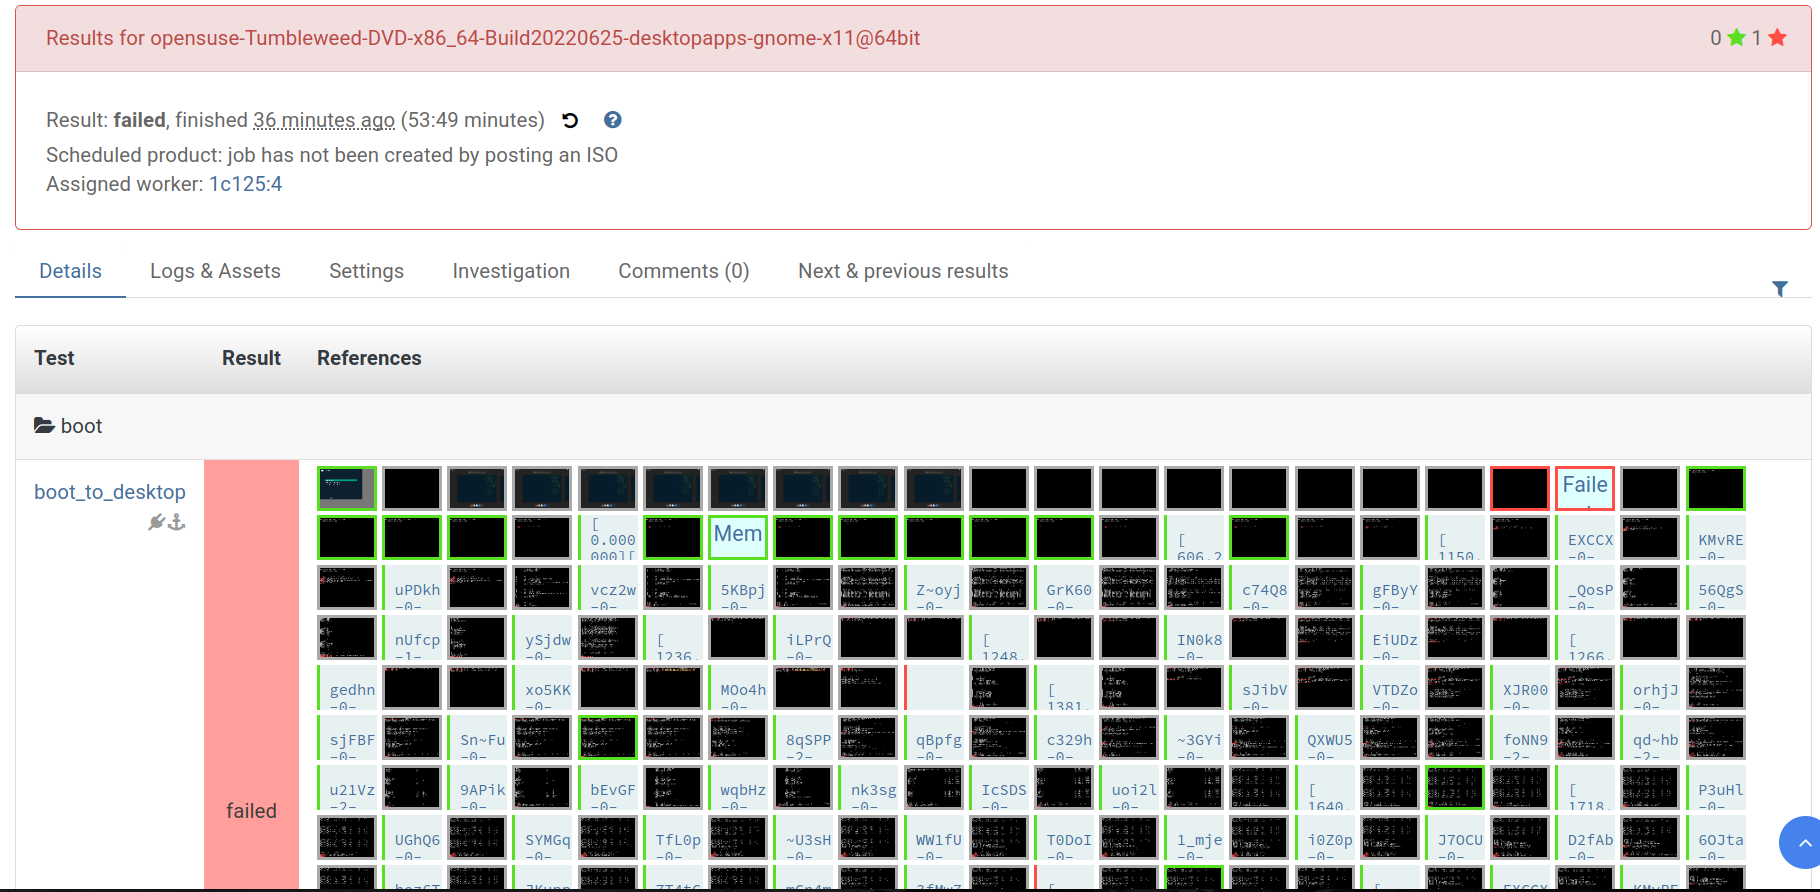 Results for opensuse-Tumbleweed-DVD-x86_64-Build20220625-desktopapps-gnome-x11@64bit
0 1
Result: failed, finished 36 minutes ago (53:49 minutes)
Scheduled product: job has not been created by posting an ISO
Assigned worker: 1c125:4
Details Logs & Assets Settings Investigation Comments (0) Next & previous results
Test Result References
boot
boot_to_desktop
failed
Faile
[ 0.000 000][
Mem
[ 606.2
[ 1150.
EXCCX -0-
KMvRE -0-
uPDkh -0-
vcz2w -0-
5KBpj -0-
Z~oyj -0-
GrK60 -0-
c74Q8 -0-
gFByY -0-
_QosP -0-
56QgS -0-
nUfcp -1-
ySjdw -0-
[ 1236.
iLPrQ -0-
[ 1248.
IN0k8 -0-
EiUDz -0-
[ 1266.
gedhn -0-
xo5KK -0-
MOo4h -0-
[ 1381.
sJibV -0-
VTDZo -0-
XJR00 -0-
orhjJ -0-
sjFBF -0-
Sn~Fu -0-
8qSPP -2-
qBpfg -0-
c329h -0-
~3GYi -0-
QXWU5 -0-
foNN9 -2-
qd~hb -2-
u21Vz -2-
9APik -0-
bEvGF -0-
wqbHz -0-
nk3sg -0-
IcSDS -0-
uoi2l -0-
[ 1640.
[ 1718.
P3uHl -0-
UGhQ6 -0-
SYMGq -0-
TfL0p -0-
~U3sH -0-
WW1fU -0-
T0DoI -0-
1_mje -0-
i0Z0p -0-
J7OCU -0-
D2fAb -0-
6OJta -0-